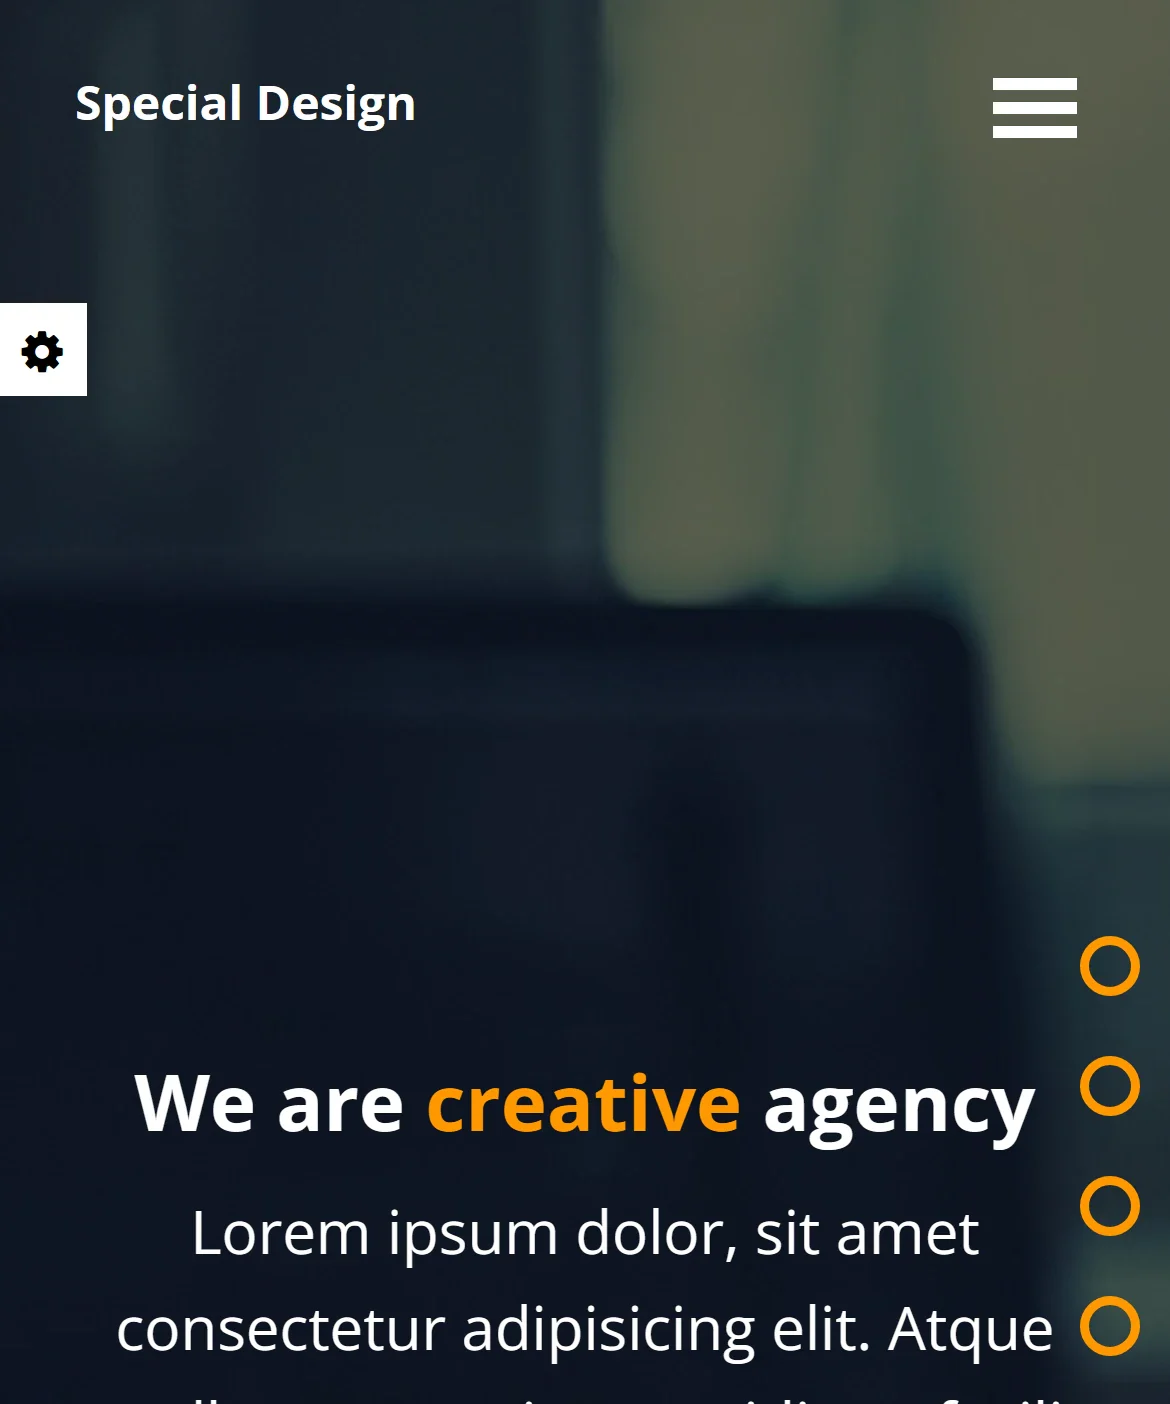 Special Design
We are creative agency
Lorem ipsum dolor, sit amet
consectetur adipisicing elit. Atque